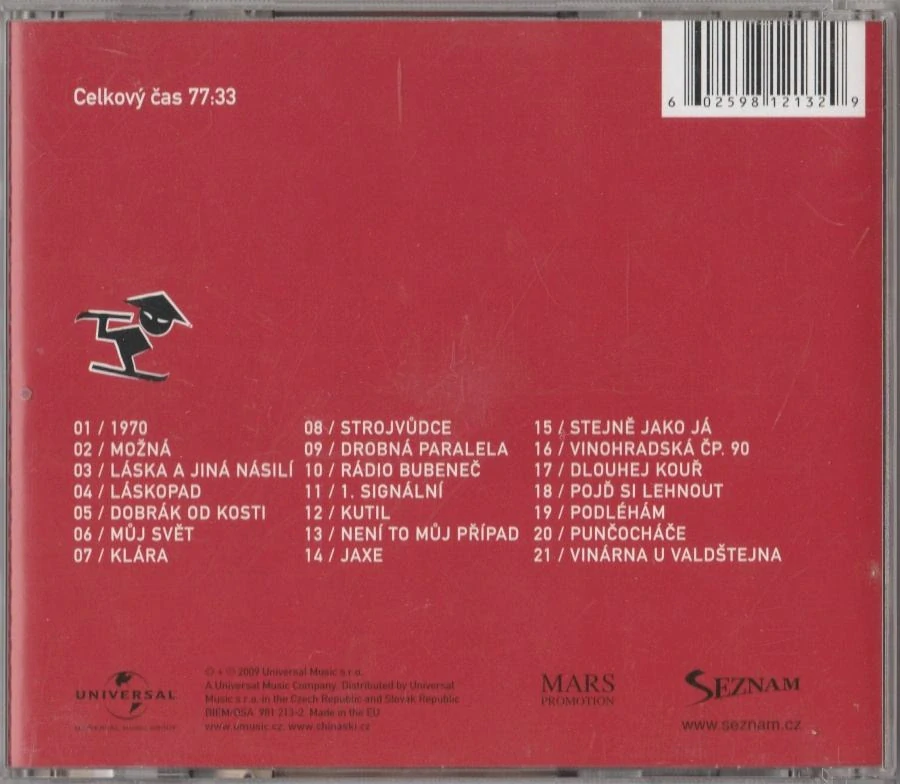 Celkový čas 77:33
6 02598 12132 9
01 / 1970
02 / MOŽNÁ
03 / LÁSKA A JINÁ NÁSILÍ
04 / LÁSKOPAD
05 / DOBRÁK OD KOSTI
06 / MŮJ SVĚT
07 / KLÁRA
08 / STROJVŮDCE
09 / DROBNÁ PARALELA
10 / RÁDIO BUBENEČ
11 / 1. SIGNÁLNÍ
12 / KUTIL
13 / NENÍ TO MŮJ PŘÍPAD
14 / JAXE
15 / STEJNĚ JAKO JÁ
16 / VINOHRADSKÁ ČP. 90
17 / DLOUHEJ KOUŘ
18 / POJĎ SI LEHNOUT
19 / PODLÉHÁM
20 / PUNČOCHÁČE
21 / VINÁRNA U VALDŠTEJNA
UNIVERSAL
© + ℗ 2009 Universal Music s.r.o.
A Universal Music Company. Distributed by Universal
Music s.r.o. in the Czech Republic and Slovak Republic
BIEM/OSA 981 213-2 Made in the EU
www.umusic.cz, www.chinaski.cz
MARS
PROMOTION
SEZNAM
www.seznam.cz